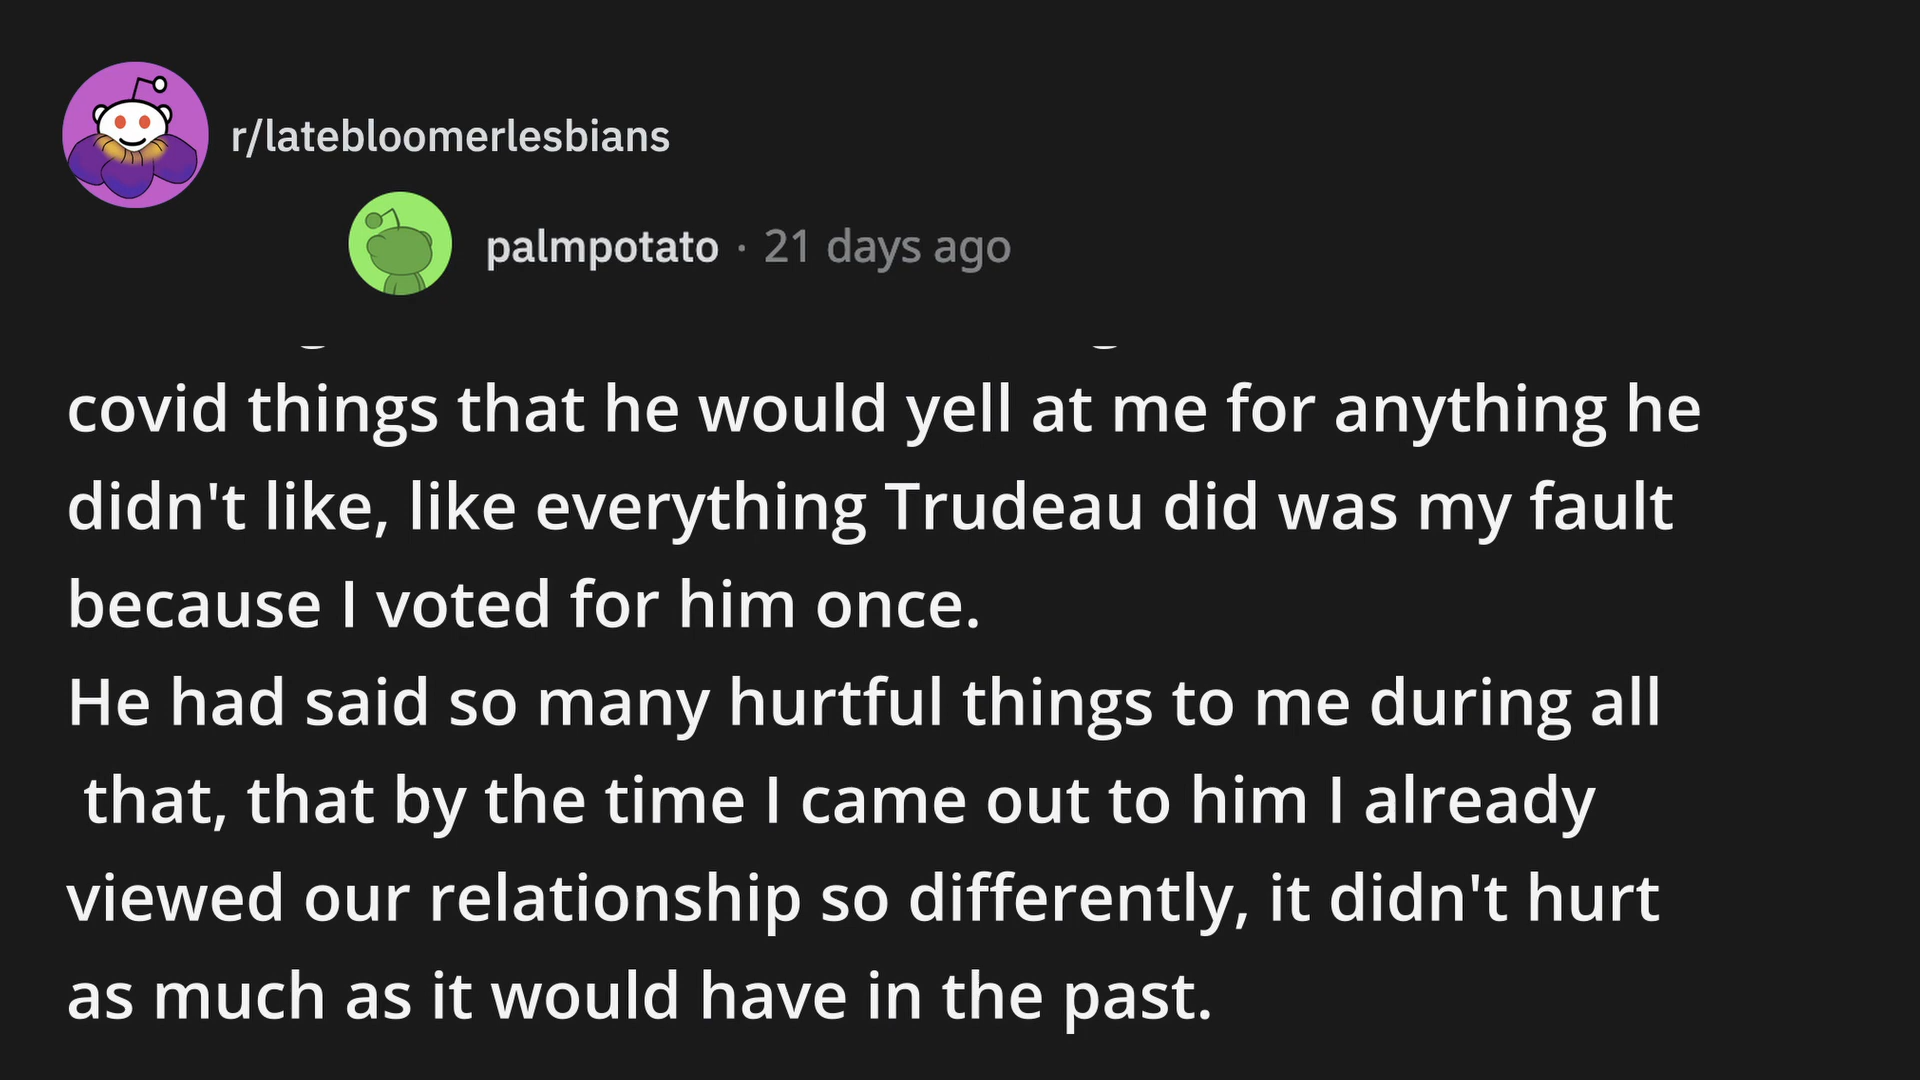 r/latebloomerlesbians
palmpotato · 21 days ago
covid things that he would yell at me for anything he
didn't like, like everything Trudeau did was my fault
because I voted for him once.
He had said so many hurtful things to me during all
that, that by the time I came out to him I already
viewed our relationship so differently, it didn't hurt
as much as it would have in the past.